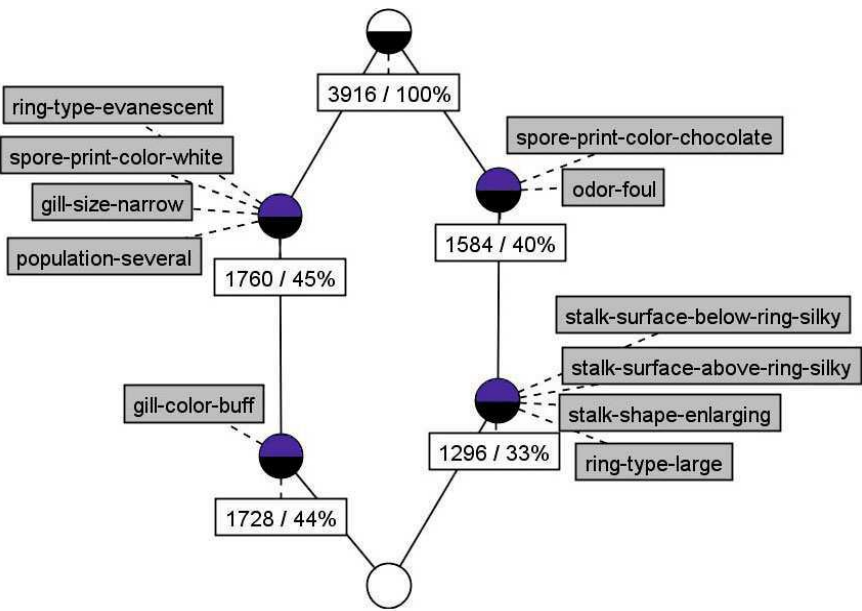 3916 / 100%
ring-type-evanescent
spore-print-color-white
gill-size-narrow
population-several
1760 / 45%
spore-print-color-chocolate
odor-foul
1584 / 40%
stalk-surface-below-ring-silky
stalk-surface-above-ring-silky
stalk-shape-enlarging
ring-type-large
1296 / 33%
gill-color-buff
1728 / 44%